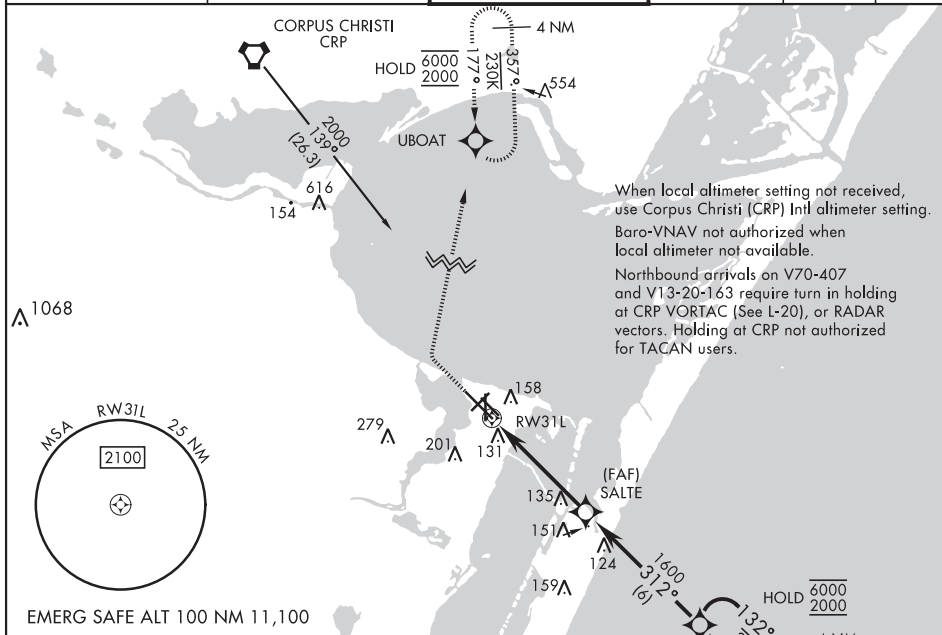 CORPUS CHRISTI
CRP
4 NM
HOLD 6000
2000
177°
230K
357°
554
2000
139°
(26.3)
UBOAT
616
154
When local altimeter setting not received,
use Corpus Christi (CRP) Intl altimeter setting.
Baro-VNAV not authorized when
local altimeter not available.
Northbound arrivals on V70-407
and V13-20-163 require turn in holding
at CRP VORTAC (See L-20), or RADAR
vectors. Holding at CRP not authorized
for TACAN users.
1068
158
RW31L
279
201
131
MSA RW31L 25 NM
2100
(FAF)
SALTE
135
151
124
159
1600
312°
(6)
HOLD 6000
2000
132°
EMERG SAFE ALT 100 NM 11,100